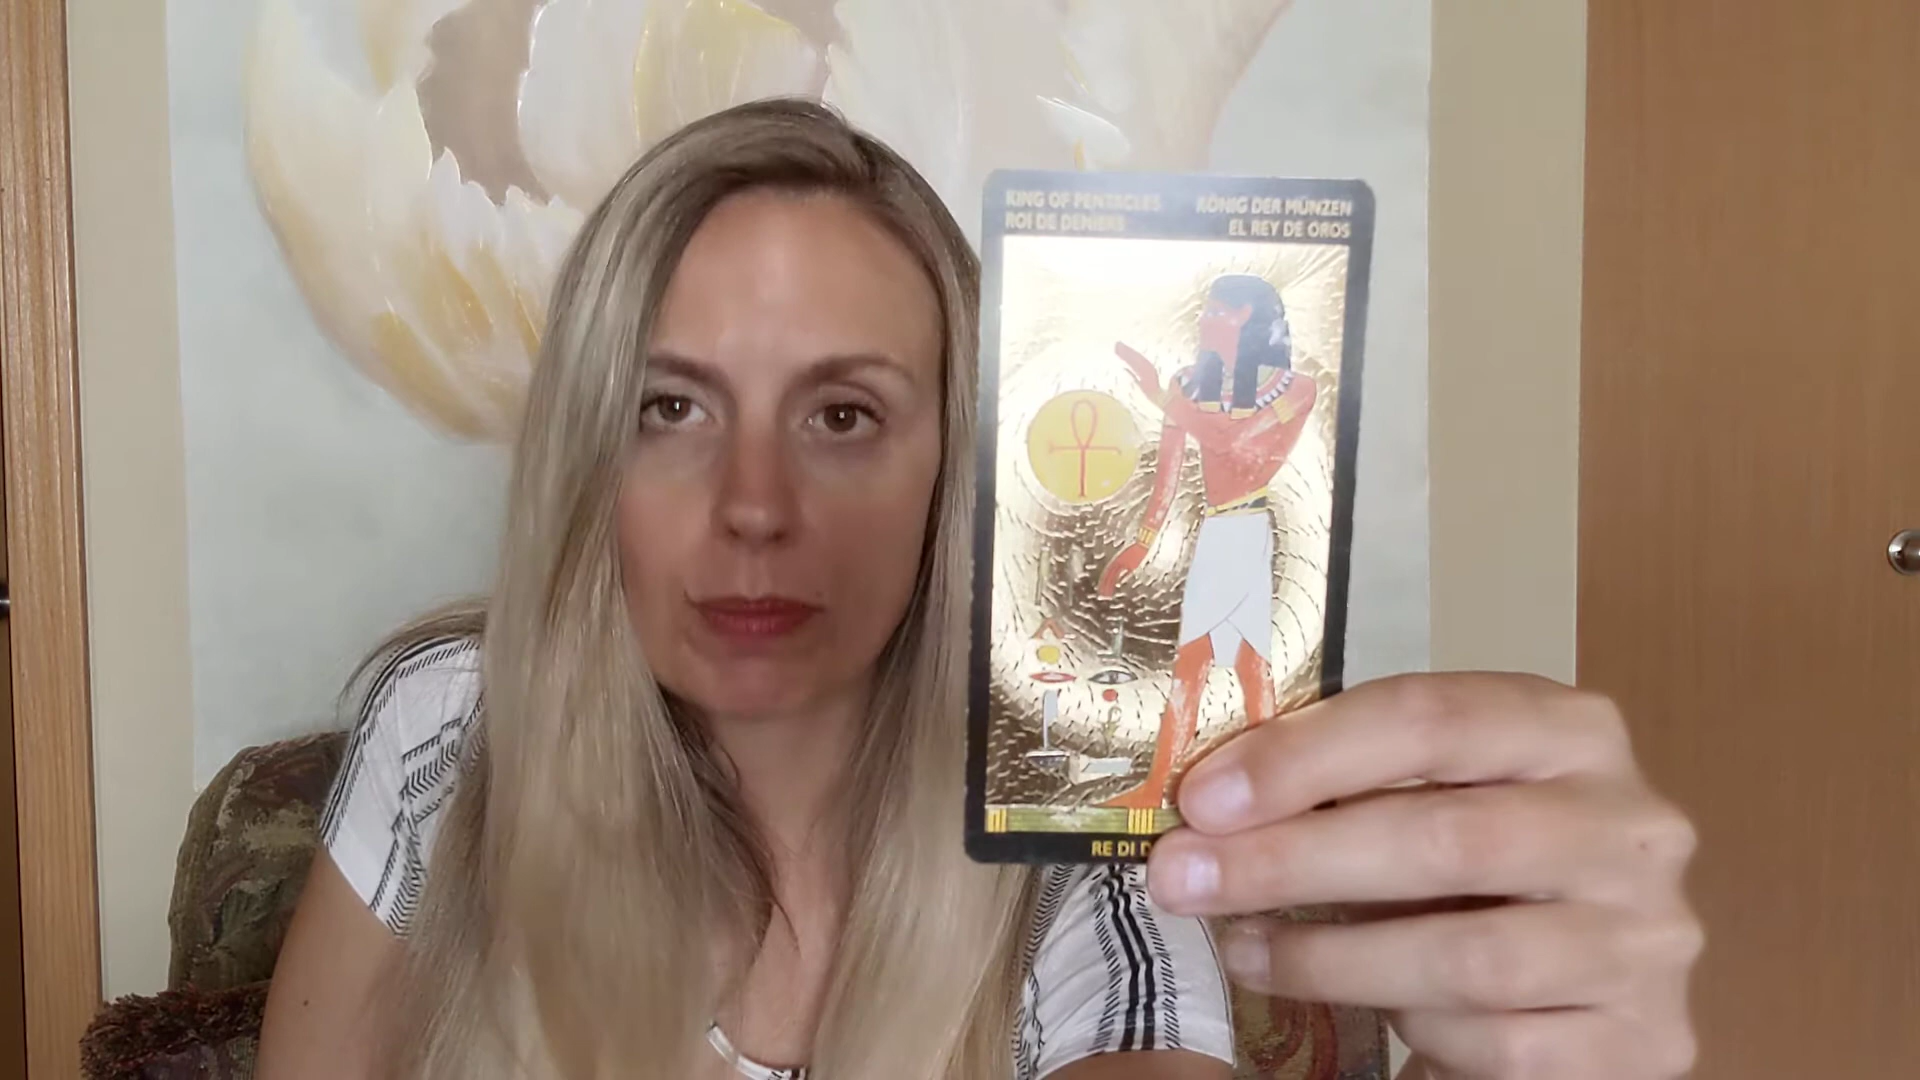 KING OF PENTACLES
ROI DE DENIERS
KÖNIG DER MÜNZEN
EL REY DE OROS
RE DI D